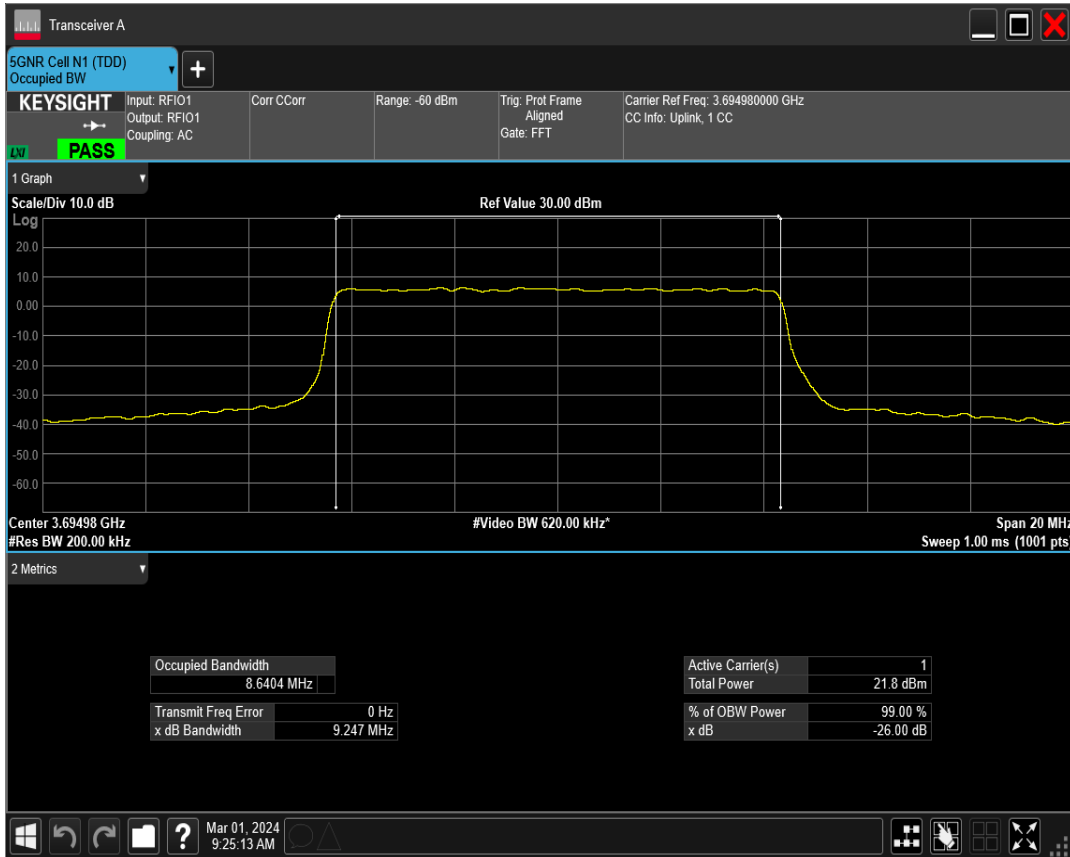 Transceiver A
5GNR Cell N1 (TDD)
Occupied BW
+
KEYSIGHT
LXI
PASS
Input: RFIO1
Output: RFIO1
Coupling: AC
Corr CCorr
Range: -60 dBm
Trig: Prot Frame
Aligned
Gate: FFT
Carrier Ref Freq: 3.694980000 GHz
CC Info: Uplink, 1 CC
1 Graph
Scale/Div 10.0 dB
Ref Value 30.00 dBm
Log
20.0
10.0
0.00
-10.0
-20.0
-30.0
-40.0
-50.0
-60.0
Center 3.69498 GHz
#Video BW 620.00 kHz*
Span 20 MHz
#Res BW 200.00 kHz
Sweep 1.00 ms (1001 pts)
2 Metrics
Occupied Bandwidth
8.6404 MHz
Transmit Freq Error 0 Hz
x dB Bandwidth 9.247 MHz
Active Carrier(s) 1
Total Power 21.8 dBm
% of OBW Power 99.00 %
x dB -26.00 dB
?
Mar 01, 2024
9:25:13 AM